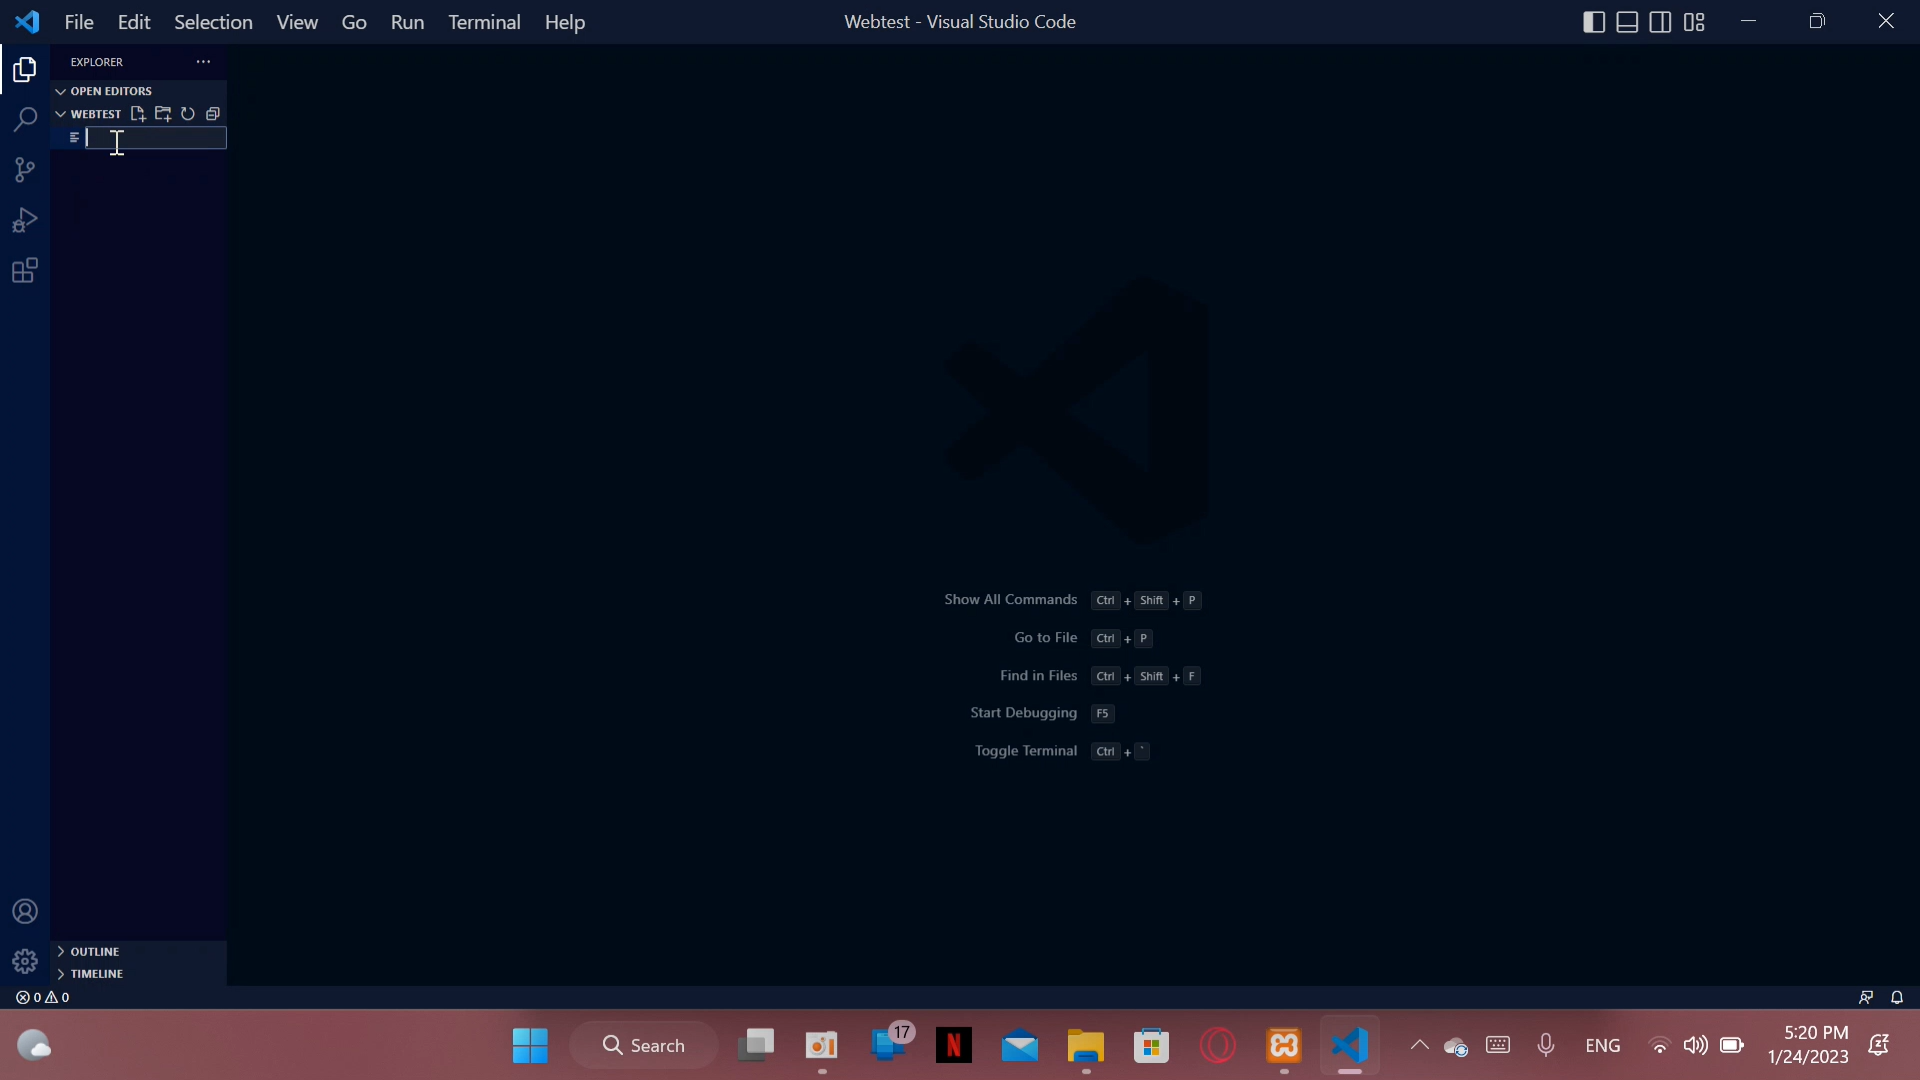 File Edit Selection View Go Run Terminal Help Webtest - Visual Studio Code
EXPLORER
OPEN EDITORS
WEBTEST
Show All Commands Ctrl + Shift + P
Go to File Ctrl + P
Find in Files Ctrl + Shift + F
Start Debugging F5
Toggle Terminal Ctrl + `
OUTLINE
TIMELINE
0 0
Search
17
N
ENG
5:20 PM
1/24/2023